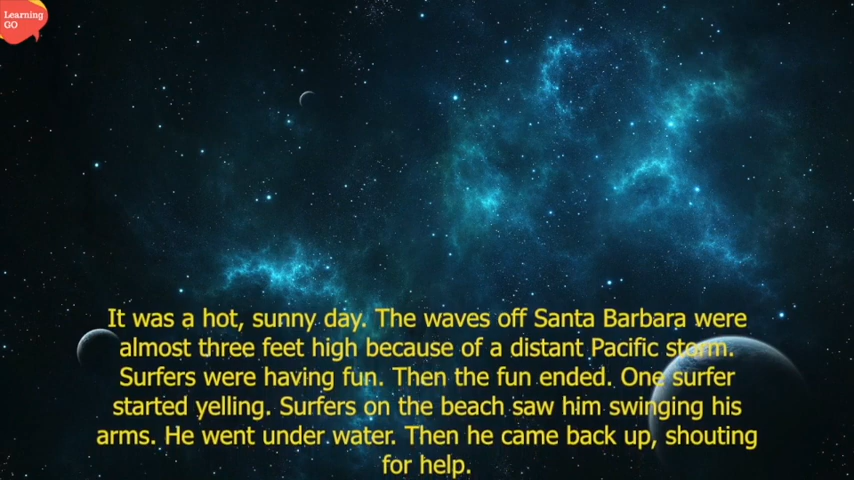 Learning
GO
It was a hot, sunny day. The waves off Santa Barbara were
almost three feet high because of a distant Pacific storm.
Surfers were having fun. Then the fun ended. One surfer
started yelling. Surfers on the beach saw him swinging his
arms. He went under water. Then he came back up, shouting
for help.